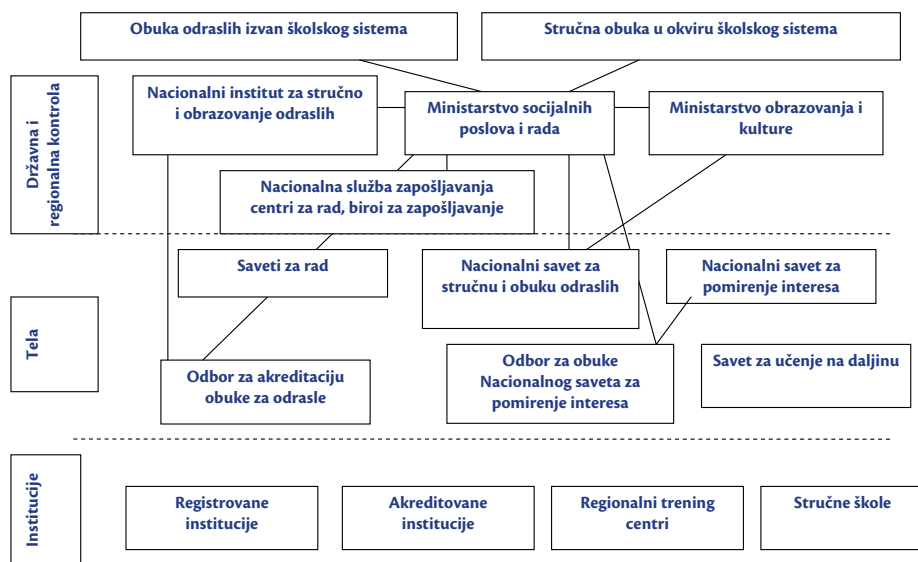 Obuka odraslih izvan školskog sistema
Stručna obuka u okviru školskog sistema
Državna i
regionalna kontrola
Nacionalni institut za stručno
i obrazovanje odraslih
Ministarstvo socijalnih
poslova i rada
Ministarstvo obrazovanja i
kulture
Nacionalna služba zapošljavanja
centri za rad, biroi za zapošljavanje
Tela
Saveti za rad
Nacionalni savet za
stručnu i obuku odraslih
Nacionalni savet za
pomirenje interesa
Odbor za akreditaciju
obuke za odrasle
Odbor za obuke
Nacionalnog saveta za
pomirenje interesa
Savet za učenje na daljinu
Institucije
Registrovane
institucije
Akreditovane
institucije
Regionalni trening
centri
Stručne škole